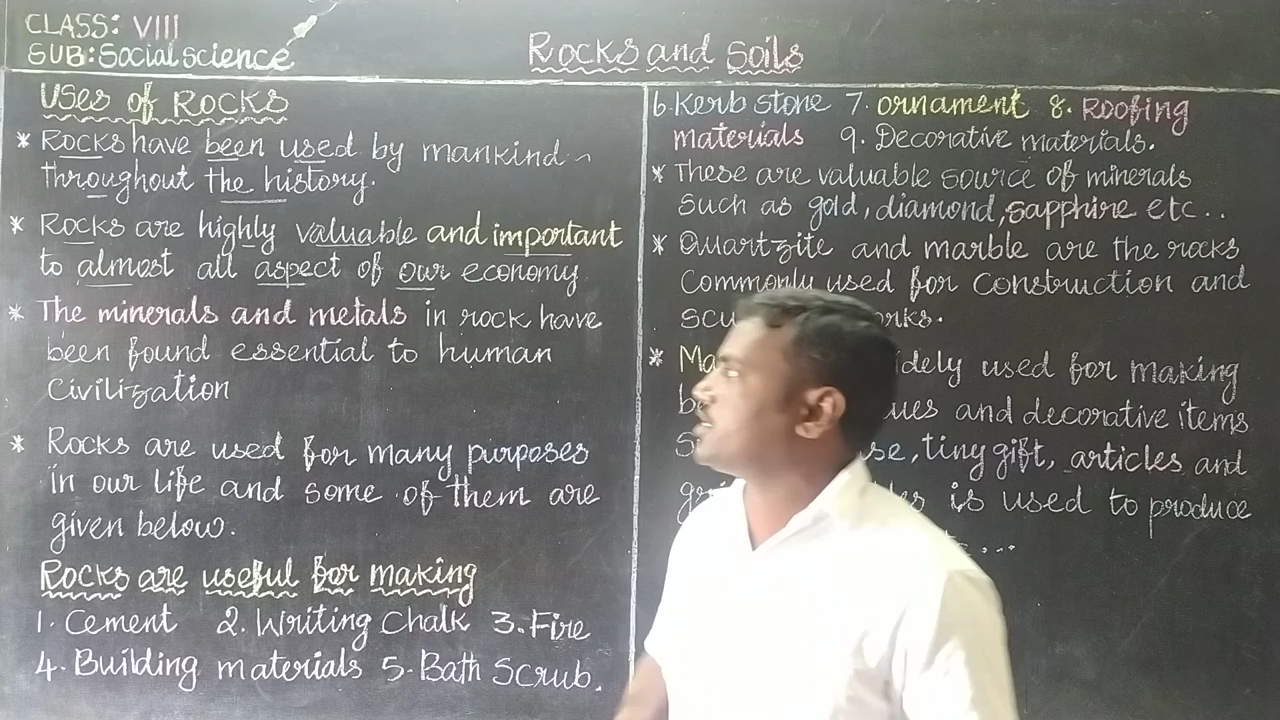 CLASS: VIII
SUB: Social science
Rocks and Soils
Uses of Rocks
* Rocks have been used by mankind
throughout the history.
* Rocks are highly valuable and important
to almost all aspect of our economy.
* The minerals and metals in rock have
been found essential to human
Civilization
* Rocks are used for many purposes
in our life and some of them are
given below.
Rocks are useful for making
1. Cement 2. Writing Chalk 3. Fire
4. Building materials 5. Bath Scrub.
6. Kerb stone 7. ornament 8. Roofing
materials 9. Decorative materials.
* These are valuable source of minerals
such as gold, diamond, sapphire etc..
* Quartzite and marble are the rocks
Commonly used for Construction and
* used for making
and decorative items
tiny gift, articles and
is used to produce